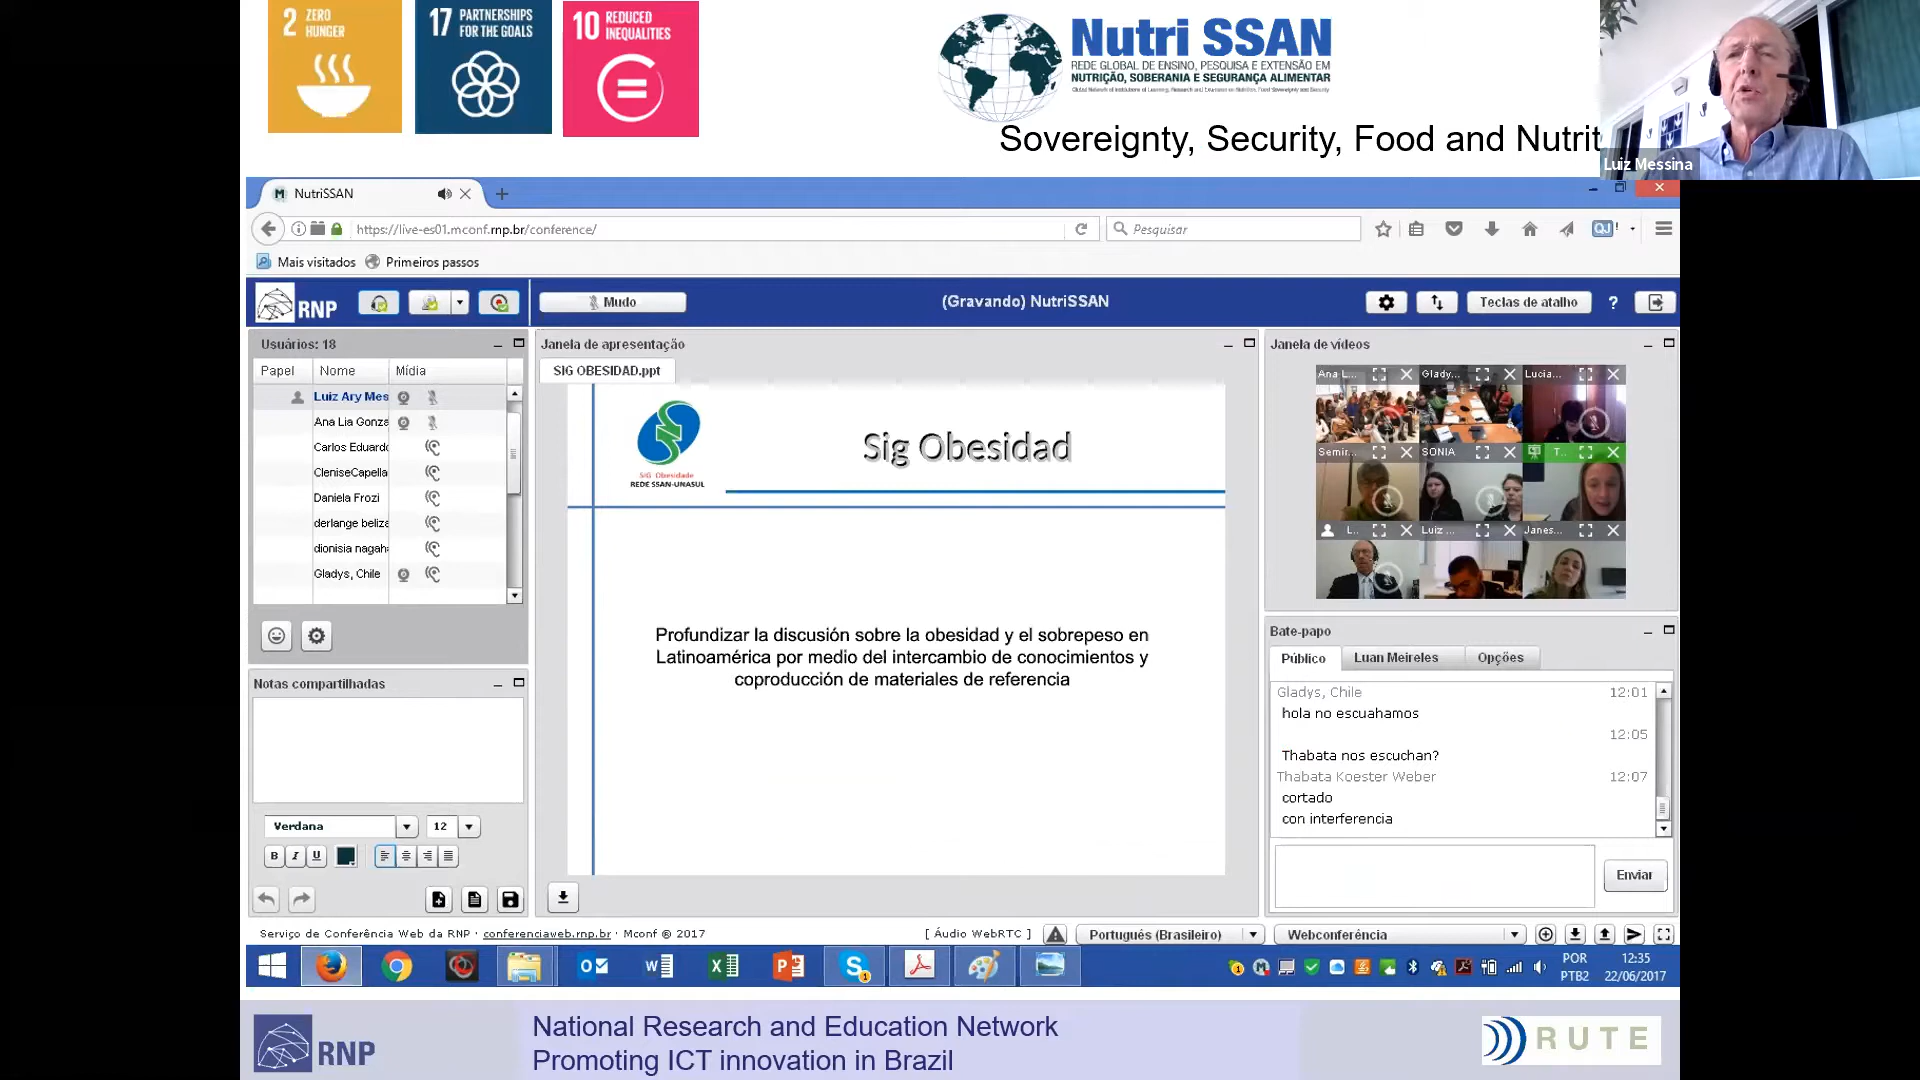 2 ZERO HUNGER
17 PARTNERSHIPS FOR THE GOALS
10 REDUCED INEQUALITIES
Nutri SSAN
REDE GLOBAL DE ENSINO, PESQUISA E EXTENSÃO EM
NUTRIÇÃO, SOBERANIA E SEGURANÇA ALIMENTAR
Sovereignty, Security, Food and Nutrit
Luiz Messina
NutriSSAN
https://live-es01.mconf.rnp.br/conference/
Pesquisar
Mais visitados Primeiros passos
RNP
Mudo
(Gravando) NutriSSAN
Teclas de atalho ?
Usuários: 18
Papel Nome Mídia
Luiz Ary Mes
Ana Lia Gonza
Carlos Eduardo
CleniseCapella
Daniela Frozi
derlange beliza
dionisia nagah
Gladys, Chile
Notas compartilhadas
Verdana 12
B I U
Janela de apresentação
SIG OBESIDAD.ppt
SIG Obesidade
REDE SSAN-UNASUL
Sig Obesidad
Profundizar la discusión sobre la obesidad y el sobrepeso en
Latinoamérica por medio del intercambio de conocimientos y
coproducción de materiales de referencia
Janela de vídeos
Ana L... Glady... Lucia...
Semir... SONIA T...
L... Luiz ... Janes...
Bate-papo
Público Luan Meireles Opções
Gladys, Chile 12:01
hola no escuahamos
12:05
Thabata nos escuchan?
Thabata Koester Weber 12:07
cortado
con interferencia
Enviar
Serviço de Conferência Web da RNP · conferenciaweb.rnp.br · Mconf ® 2017
[ Áudio WebRTC ]
Português (Brasileiro)
Webconferência
POR 12:35
PTB2 22/06/2017
RNP
National Research and Education Network
Promoting ICT innovation in Brazil
RUTE